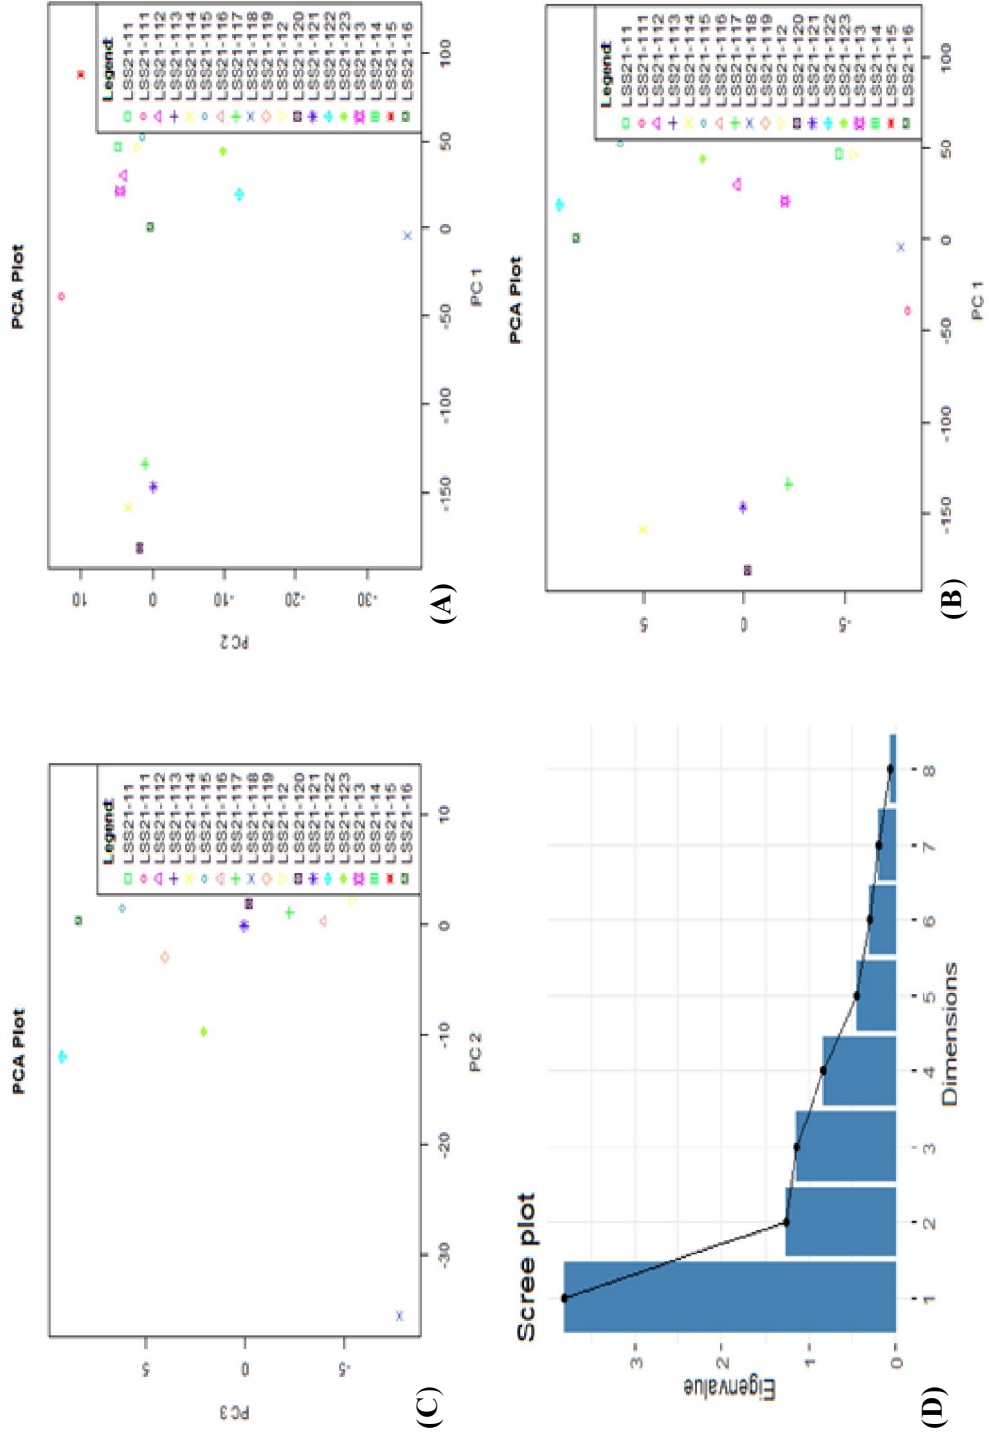 PCA Plot
PC 2
10
0
-10
-20
-30
Legend:
LSS21-11
LSS21-111
LSS21-112
LSS21-113
LSS21-114
LSS21-115
LSS21-116
LSS21-117
LSS21-118
LSS21-119
LSS21-12
LSS21-120
LSS21-121
LSS21-122
LSS21-123
LSS21-13
LSS21-14
LSS21-15
LSS21-16
-150
-100
-50
0
50
100
PC 1
(A)
PCA Plot
5
0
-5
Legend:
LSS21-11
LSS21-111
LSS21-112
LSS21-113
LSS21-114
LSS21-115
LSS21-116
LSS21-117
LSS21-118
LSS21-119
LSS21-12
LSS21-120
LSS21-121
LSS21-122
LSS21-123
LSS21-13
LSS21-14
LSS21-15
LSS21-16
-150
-100
-50
0
50
100
PC 1
(B)
PCA Plot
PC 3
5
0
-5
Legend:
LSS21-11
LSS21-111
LSS21-112
LSS21-113
LSS21-114
LSS21-115
LSS21-116
LSS21-117
LSS21-118
LSS21-119
LSS21-12
LSS21-120
LSS21-121
LSS21-122
LSS21-123
LSS21-13
LSS21-14
LSS21-15
LSS21-16
-30
-20
-10
0
10
PC 2
(C)
Scree plot
Eigenvalue
3
2
1
0
1 2 3 4 5 6 7 8
Dimensions
(D)